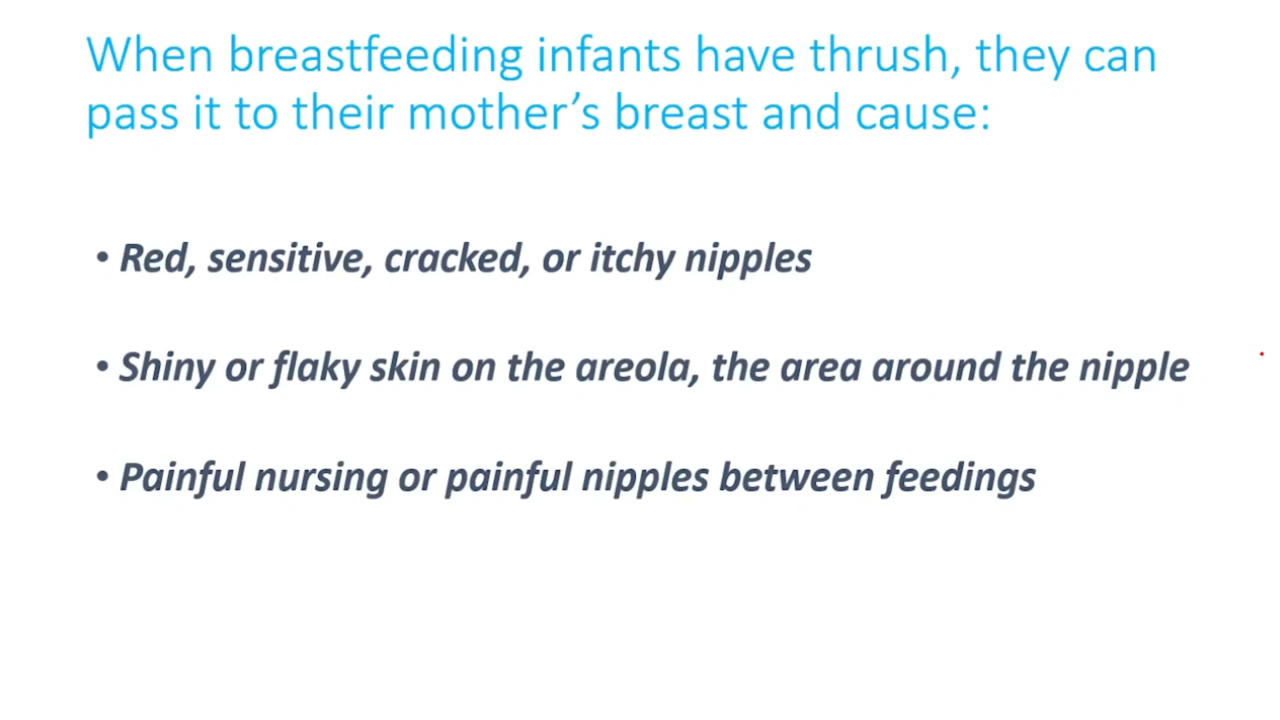 When breastfeeding infants have thrush, they can
pass it to their mother’s breast and cause:
• Red, sensitive, cracked, or itchy nipples
• Shiny or flaky skin on the areola, the area around the nipple
• Painful nursing or painful nipples between feedings